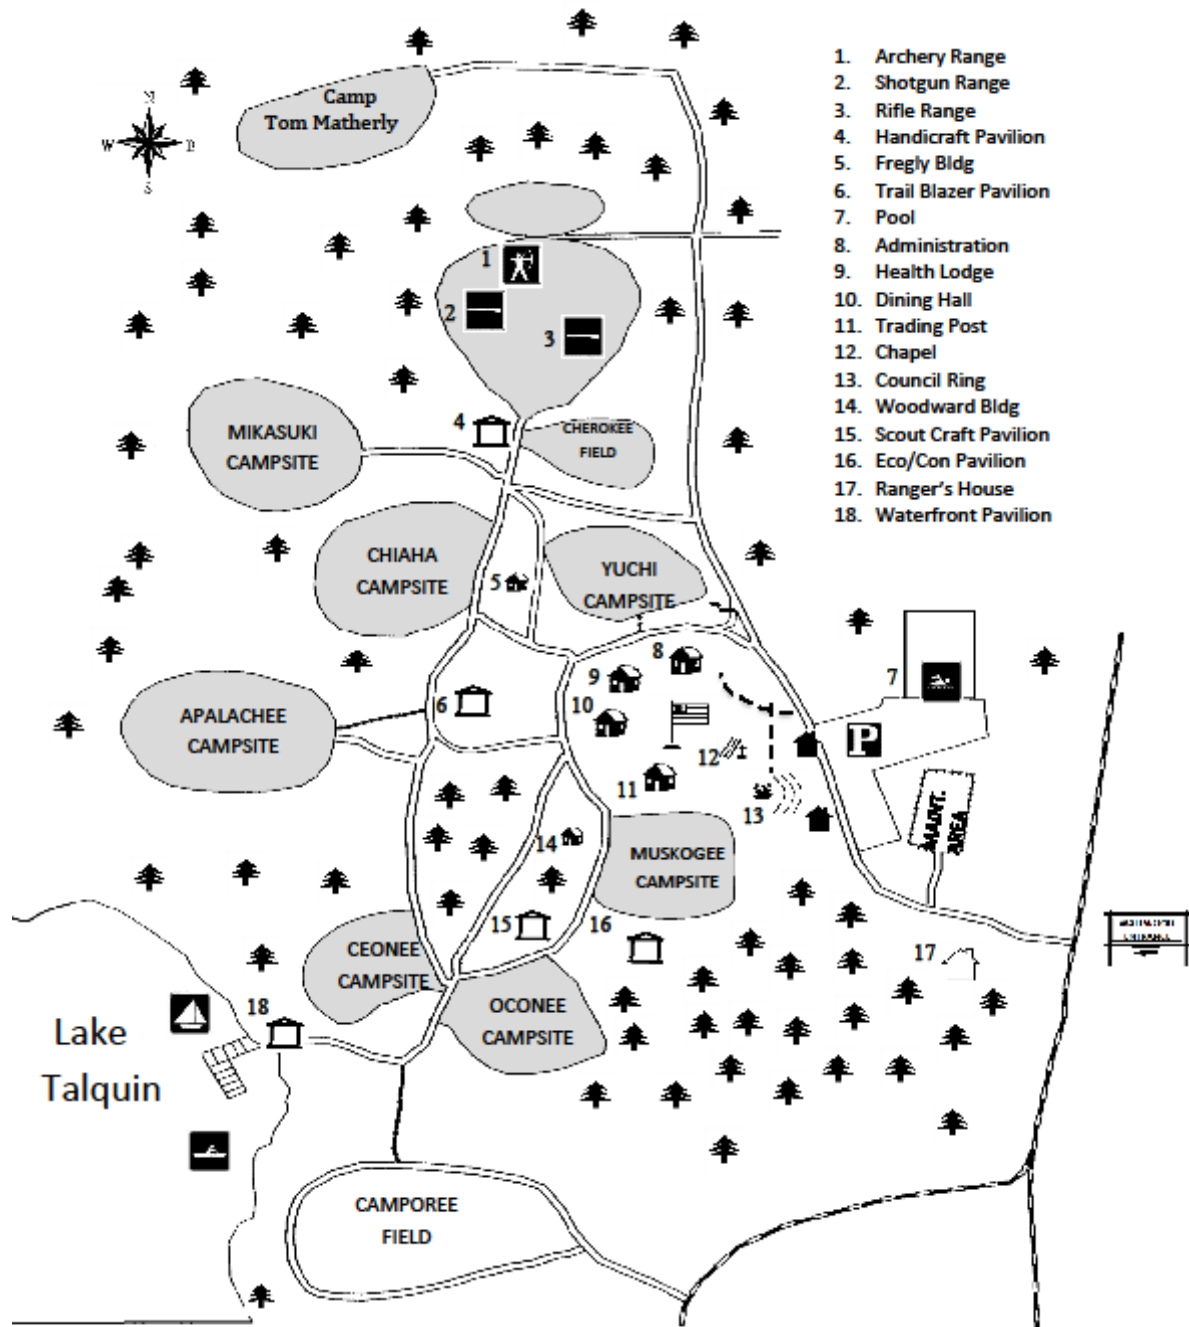 Camp
Tom Matherly
N
W
S
1. Archery Range
2. Shotgun Range
3. Rifle Range
4. Handicraft Pavilion
5. Fregly Bldg
6. Trail Blazer Pavilion
7. Pool
8. Administration
9. Health Lodge
10. Dining Hall
11. Trading Post
12. Chapel
13. Council Ring
14. Woodward Bldg
15. Scout Craft Pavilion
16. Eco/Con Pavilion
17. Ranger's House
18. Waterfront Pavilion
1
2
3
4
CHEROKEE
FIELD
MIKASUKI
CAMPSITE
CHIAHA
CAMPSITE
5
YUCHI
CAMPSITE
8
9
10
7
6
APALACHEE
CAMPSITE
P
12
11
13
MAINT.
AREA
14
MUSKOGEE
CAMPSITE
15
16
17
ENTRANCE
CEONEE
CAMPSITE
OCONEE
CAMPSITE
18
Lake
Talquin
CAMPOREE
FIELD